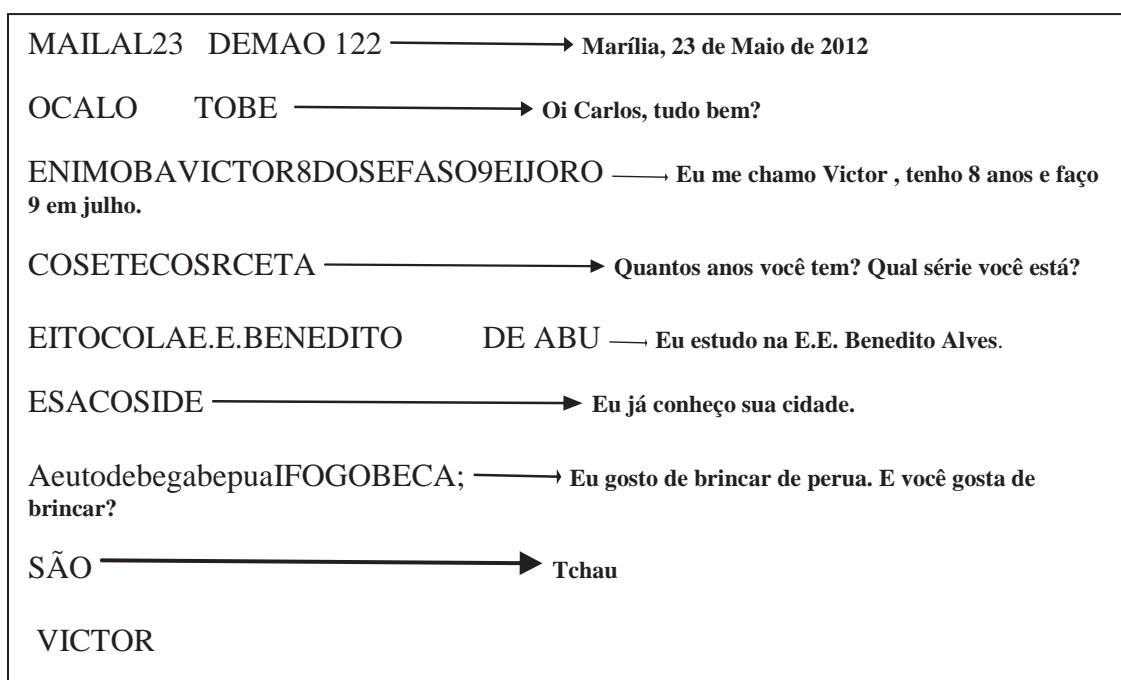 MAILAL23 DEMAO 122 Marília, 23 de Maio de 2012
OCALO TOBE Oi Carlos, tudo bem?
ENIMOBAVICTOR8DOSEFASO9EIJORO Eu me chamo Victor , tenho 8 anos e faço
9 em julho.
COSETECOSRCETA Quantos anos você tem? Qual série você está?
EITOCOLAE.E.BENEDITO DE ABU Eu estudo na E.E. Benedito Alves.
ESACOSIDE Eu já conheço sua cidade.
AeutodebegabepuaIFOGOBECA; Eu gosto de brincar de perua. E você gosta de
brincar?
SÃO Tchau
VICTOR